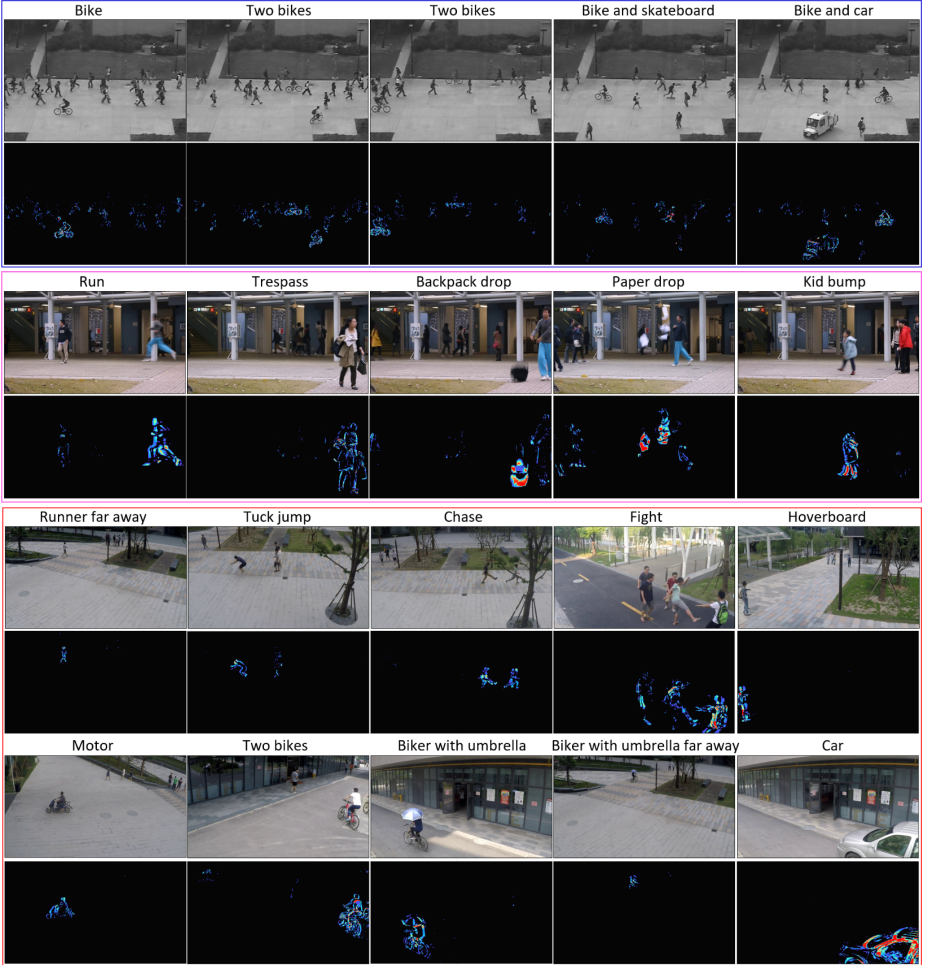 Bike Two bikes Two bikes Bike and skateboard Bike and car
Run Trespass Backpack drop Paper drop Kid bump
Runner far away Tuck jump Chase Fight Hoverboard
Motor Two bikes Biker with umbrella Biker with umbrella far away Car